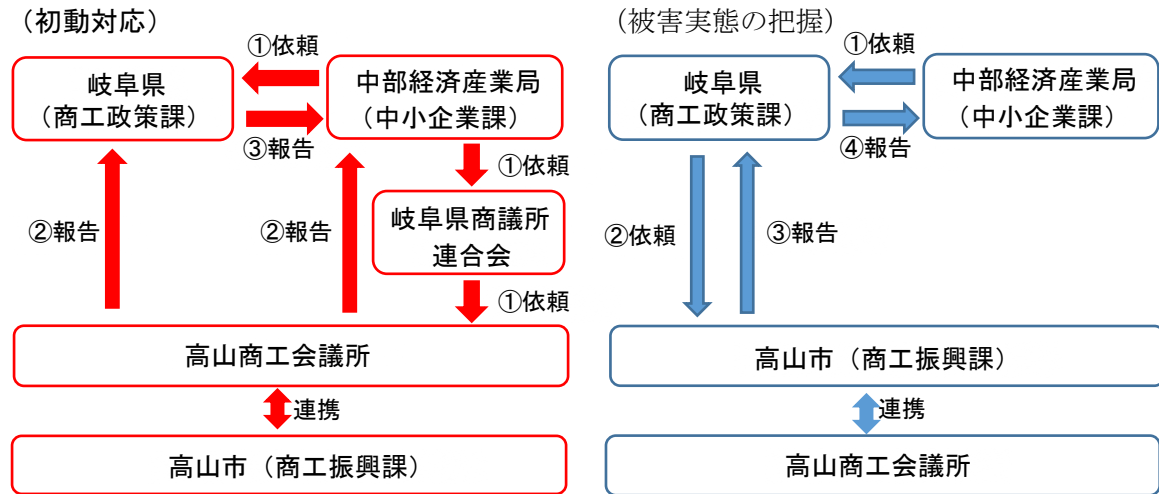 （初動対応）
①依頼
岐阜県
（商工政策課）
中部経済産業局
（中小企業課）
③報告
①依頼
②報告
②報告
岐阜県商議所
連合会
①依頼
高山商工会議所
連携
高山市（商工振興課）
（被害実態の把握）
①依頼
岐阜県
（商工政策課）
中部経済産業局
（中小企業課）
④報告
②依頼
③報告
高山市（商工振興課）
連携
高山商工会議所